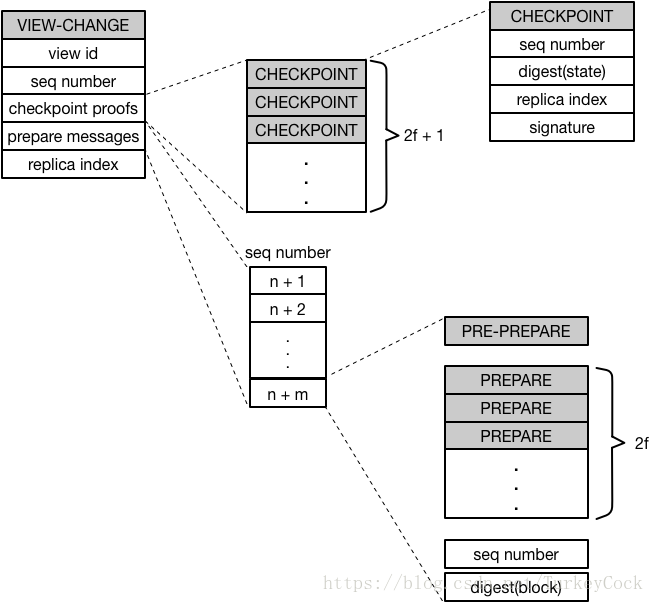 VIEW-CHANGE
view id
seq number
checkpoint proofs
prepare messages
replica index
CHECKPOINT
CHECKPOINT
CHECKPOINT
.
.
.
2f + 1
CHECKPOINT
seq number
digest(state)
replica index
signature
seq number
n + 1
n + 2
.
.
.
n + m
PRE-PREPARE
PREPARE
PREPARE
PREPARE
.
.
.
2f
seq number
digest(block)
https://blog.csdn.net/TurkeyCock